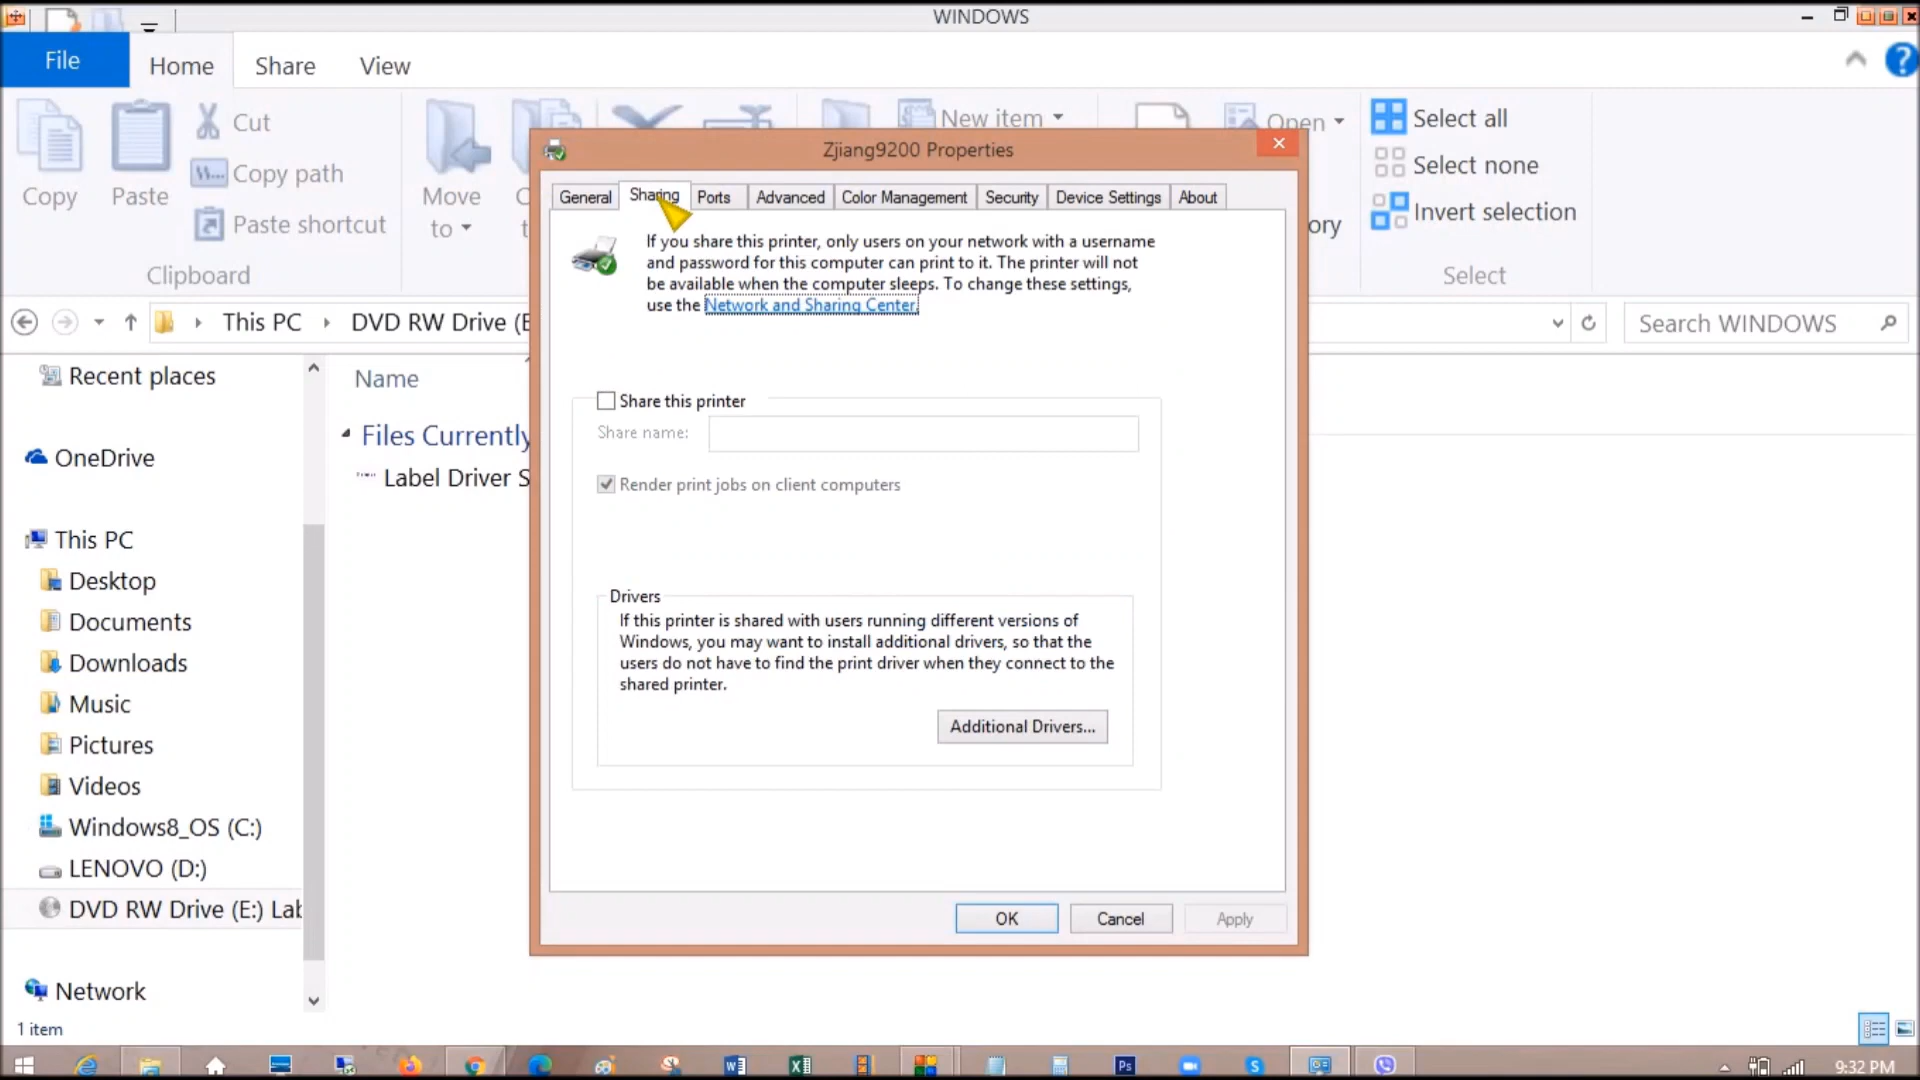 WINDOWS
File
Home
Share
View
Copy
Paste
Cut
Copy path
Paste shortcut
Clipboard
Move
to
New item
Open
Select all
Select none
Invert selection
Select
This PC
DVD RW Drive (E
Search WINDOWS
Recent places
OneDrive
This PC
Desktop
Documents
Downloads
Music
Pictures
Videos
Windows8_OS (C:)
LENOVO (D:)
DVD RW Drive (E:) Lab
Network
1 item
Name
Files Currently
Label Driver S
Zjiang9200 Properties
General
Sharing
Ports
Advanced
Color Management
Security
Device Settings
About
If you share this printer, only users on your network with a username
and password for this computer can print to it. The printer will not
be available when the computer sleeps. To change these settings,
use the Network and Sharing Center.
Share this printer
Share name:
Render print jobs on client computers
Drivers
If this printer is shared with users running different versions of
Windows, you may want to install additional drivers, so that the
users do not have to find the print driver when they connect to the
shared printer.
Additional Drivers...
OK
Cancel
Apply
9:32 PM